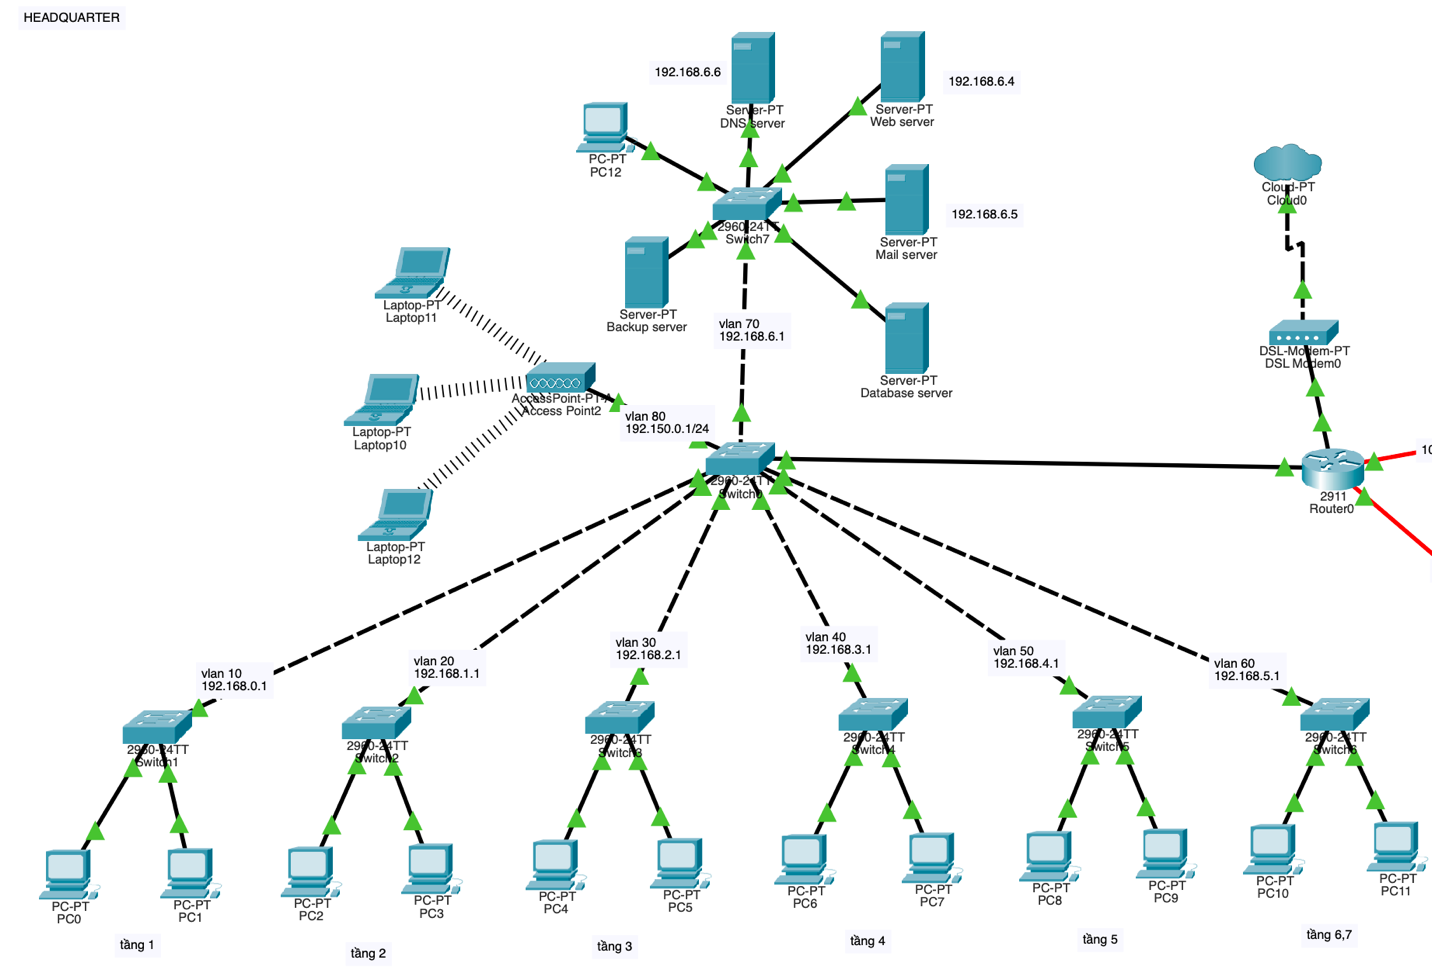 HEADQUARTER
192.168.6.6
Server-PT
DNS server
192.168.6.4
Server-PT
Web server
PC-PT
PC12
2960-24TT
Switch7
Server-PT
Mail server
192.168.6.5
Cloud-PT
Cloud0
Laptop-PT
Laptop11
Server-PT
Backup server
vlan 70
192.168.6.1
Server-PT
Database server
DSL-Modem-PT
DSL Modem0
AccessPoint-PT-A
Access Point2
vlan 80
192.150.0.1/24
Laptop-PT
Laptop10
2960-24TT
Switch0
10
2911
Router0
Laptop-PT
Laptop12
vlan 10
192.168.0.1
vlan 20
192.168.1.1
vlan 30
192.168.2.1
vlan 40
192.168.3.1
vlan 50
192.168.4.1
vlan 60
192.168.5.1
2960-24TT
Switch1
2960-24TT
Switch2
2960-24TT
Switch3
2960-24TT
Switch4
2960-24TT
Switch5
2960-24TT
Switch6
PC-PT
PC0
PC-PT
PC1
PC-PT
PC2
PC-PT
PC3
PC-PT
PC4
PC-PT
PC5
PC-PT
PC6
PC-PT
PC7
PC-PT
PC8
PC-PT
PC9
PC-PT
PC10
PC-PT
PC11
tầng 1
tầng 2
tầng 3
tầng 4
tầng 5
tầng 6,7